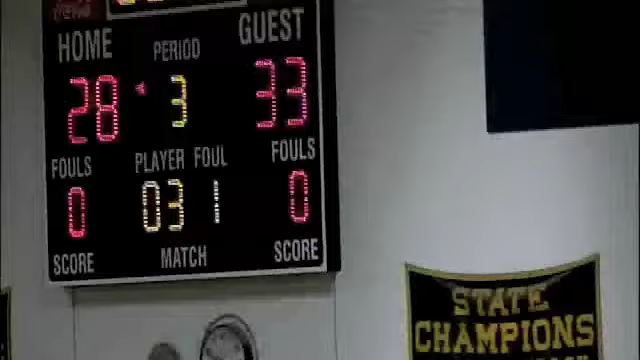 HOME PERIOD GUEST
28 3 33
FOULS PLAYER FOUL FOULS
0 03 1 0
SCORE MATCH SCORE
STATE
CHAMPIONS